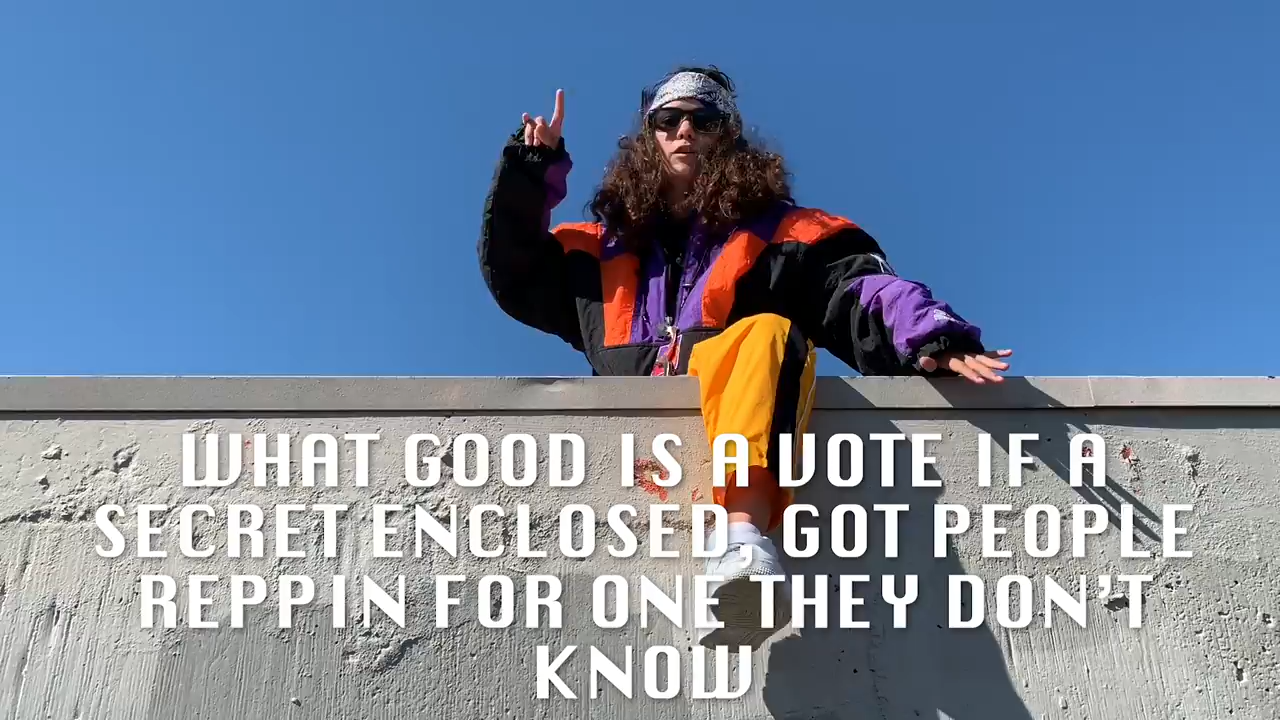 WHAT GOOD IS A VOTE IF A
SECRET ENCLOSED, GOT PEOPLE
REPPIN FOR ONE THEY DON'T
KNOW